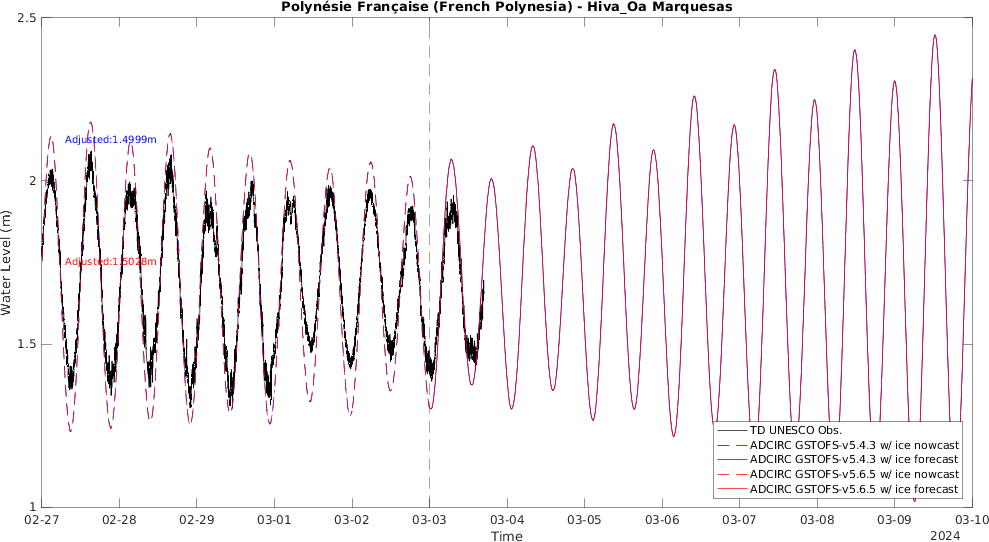 Polynésie Française (French Polynesia) - Hiva_Oa Marquesas
2.5
2
1.5
1
Water Level (m)
Adjusted:1.4999m
Adjusted:1.5028m
TD UNESCO Obs.
ADCIRC GSTOFS-v5.4.3 w/ ice nowcast
ADCIRC GSTOFS-v5.4.3 w/ ice forecast
ADCIRC GSTOFS-v5.6.5 w/ ice nowcast
ADCIRC GSTOFS-v5.6.5 w/ ice forecast
02-27 02-28 02-29 03-01 03-02 03-03 03-04 03-05 03-06 03-07 03-08 03-09 03-10
Time
2024